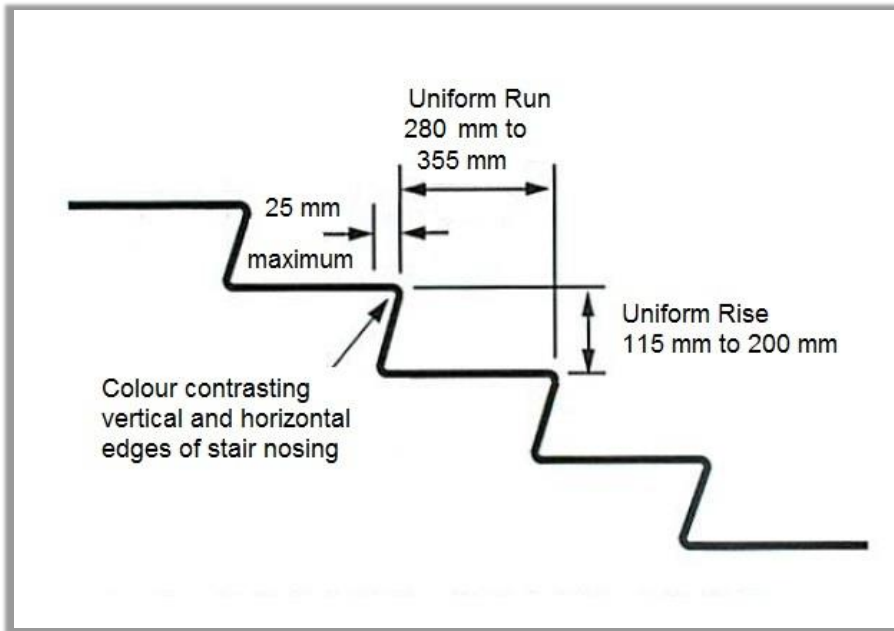 Uniform Run
280 mm to
355 mm
25 mm
maximum
Uniform Rise
115 mm to 200 mm
Colour contrasting
vertical and horizontal
edges of stair nosing